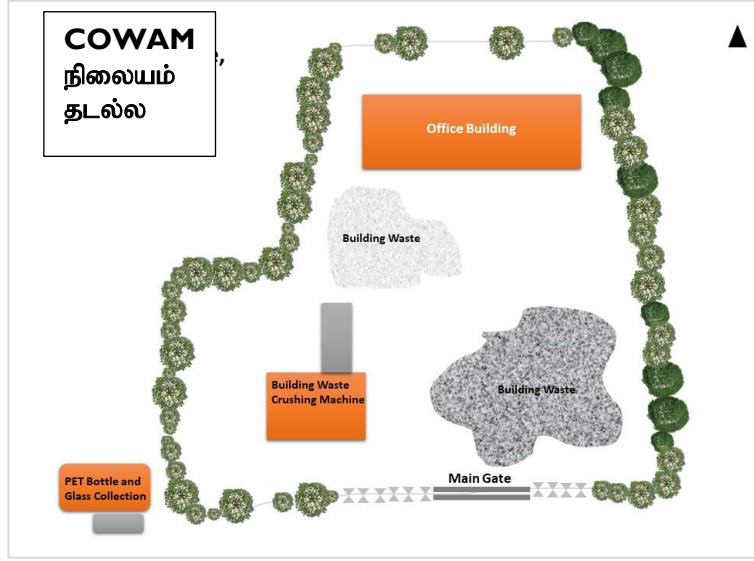 COWAM
நிலையம்
தடல்ல
Office Building
Building Waste
Building Waste
Crushing Machine
Building Waste
Main Gate
PET Bottle and
Glass Collection